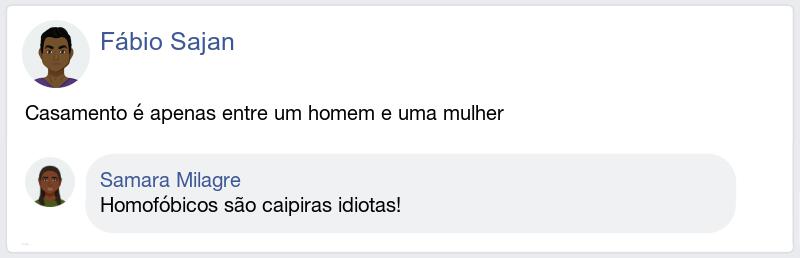 Fábio Sajan
Casamento é apenas entre um homem e uma mulher
Samara Milagre
Homofóbicos são caipiras idiotas!